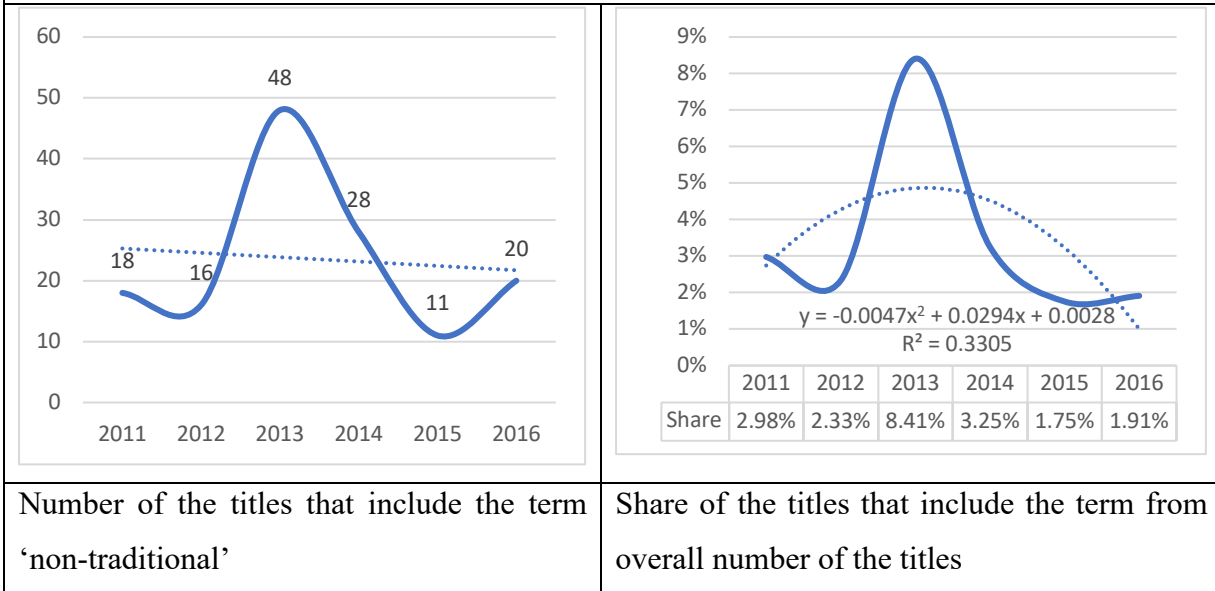 60
50
40
30
20
10
0
48
28
18
16
11
20
2011 2012 2013 2014 2015 2016
9%
8%
7%
6%
5%
4%
3%
2%
1%
0%
y = -0.0047x² + 0.0294x + 0.0028
R² = 0.3305
2011 2012 2013 2014 2015 2016
Share 2.98% 2.33% 8.41% 3.25% 1.75% 1.91%
Number of the titles that include the term
‘non-traditional’
Share of the titles that include the term from
overall number of the titles